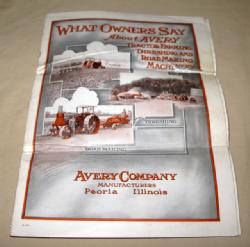 WHAT OWNERS SAY
About AVERY
TRACTOR FARMING
THRESHING AND
ROAD MAKING
MACHINERY
THRESHING
ROAD MAKING
AVERY COMPANY
MANUFACTURERS
Peoria Illinois